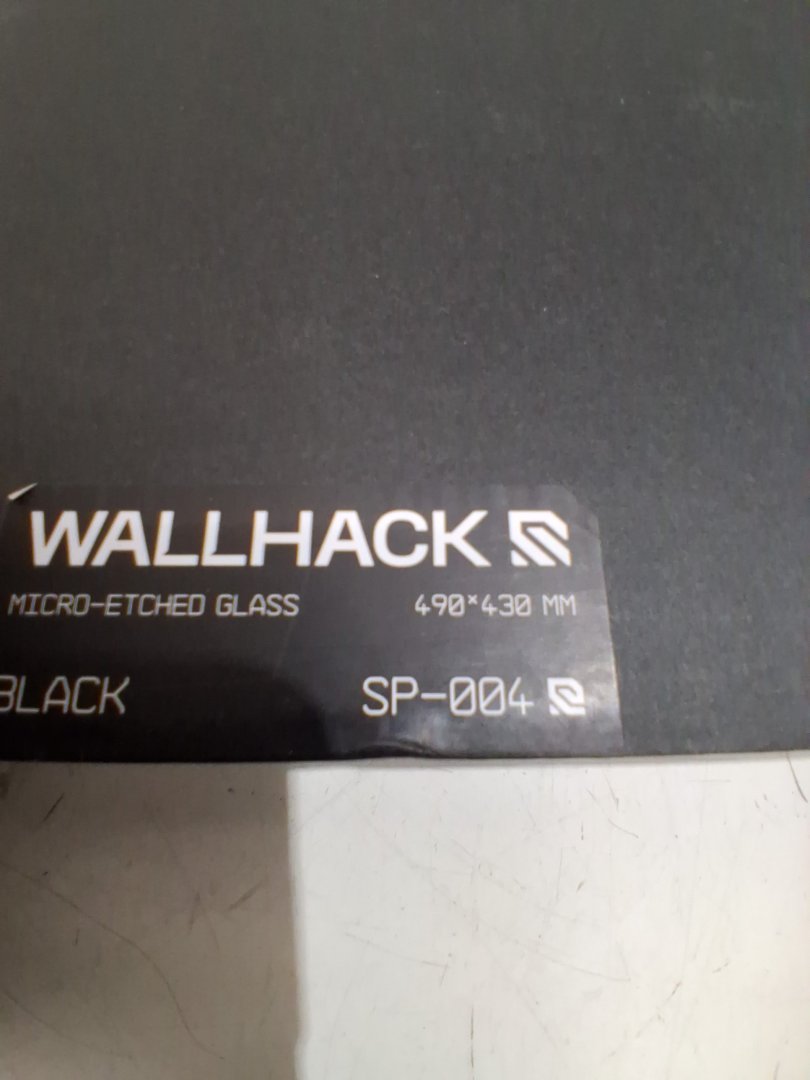 WALLHACK
MICRO-ETCHED GLASS 490×430 MM
BLACK SP-004